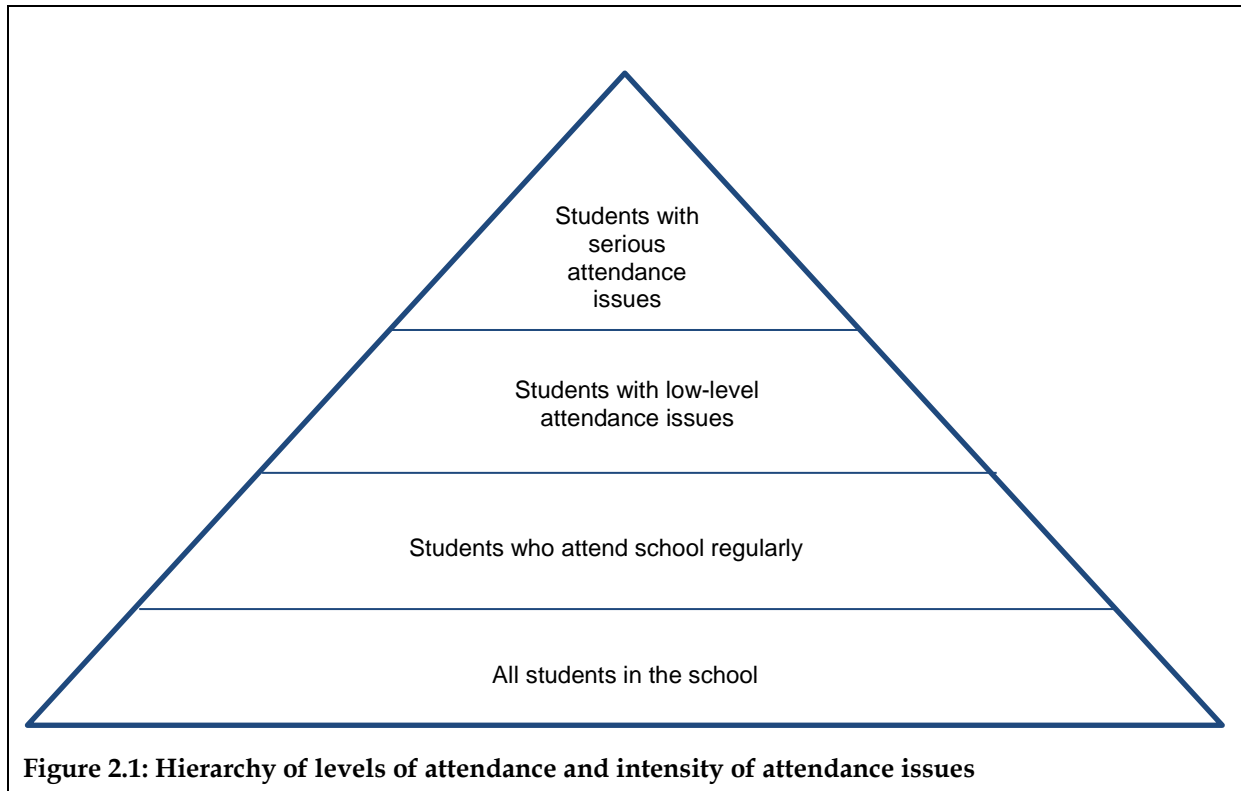 Students with
serious
attendance
issues
Students with low-level
attendance issues
Students who attend school regularly
All students in the school
Figure 2.1: Hierarchy of levels of attendance and intensity of attendance issues